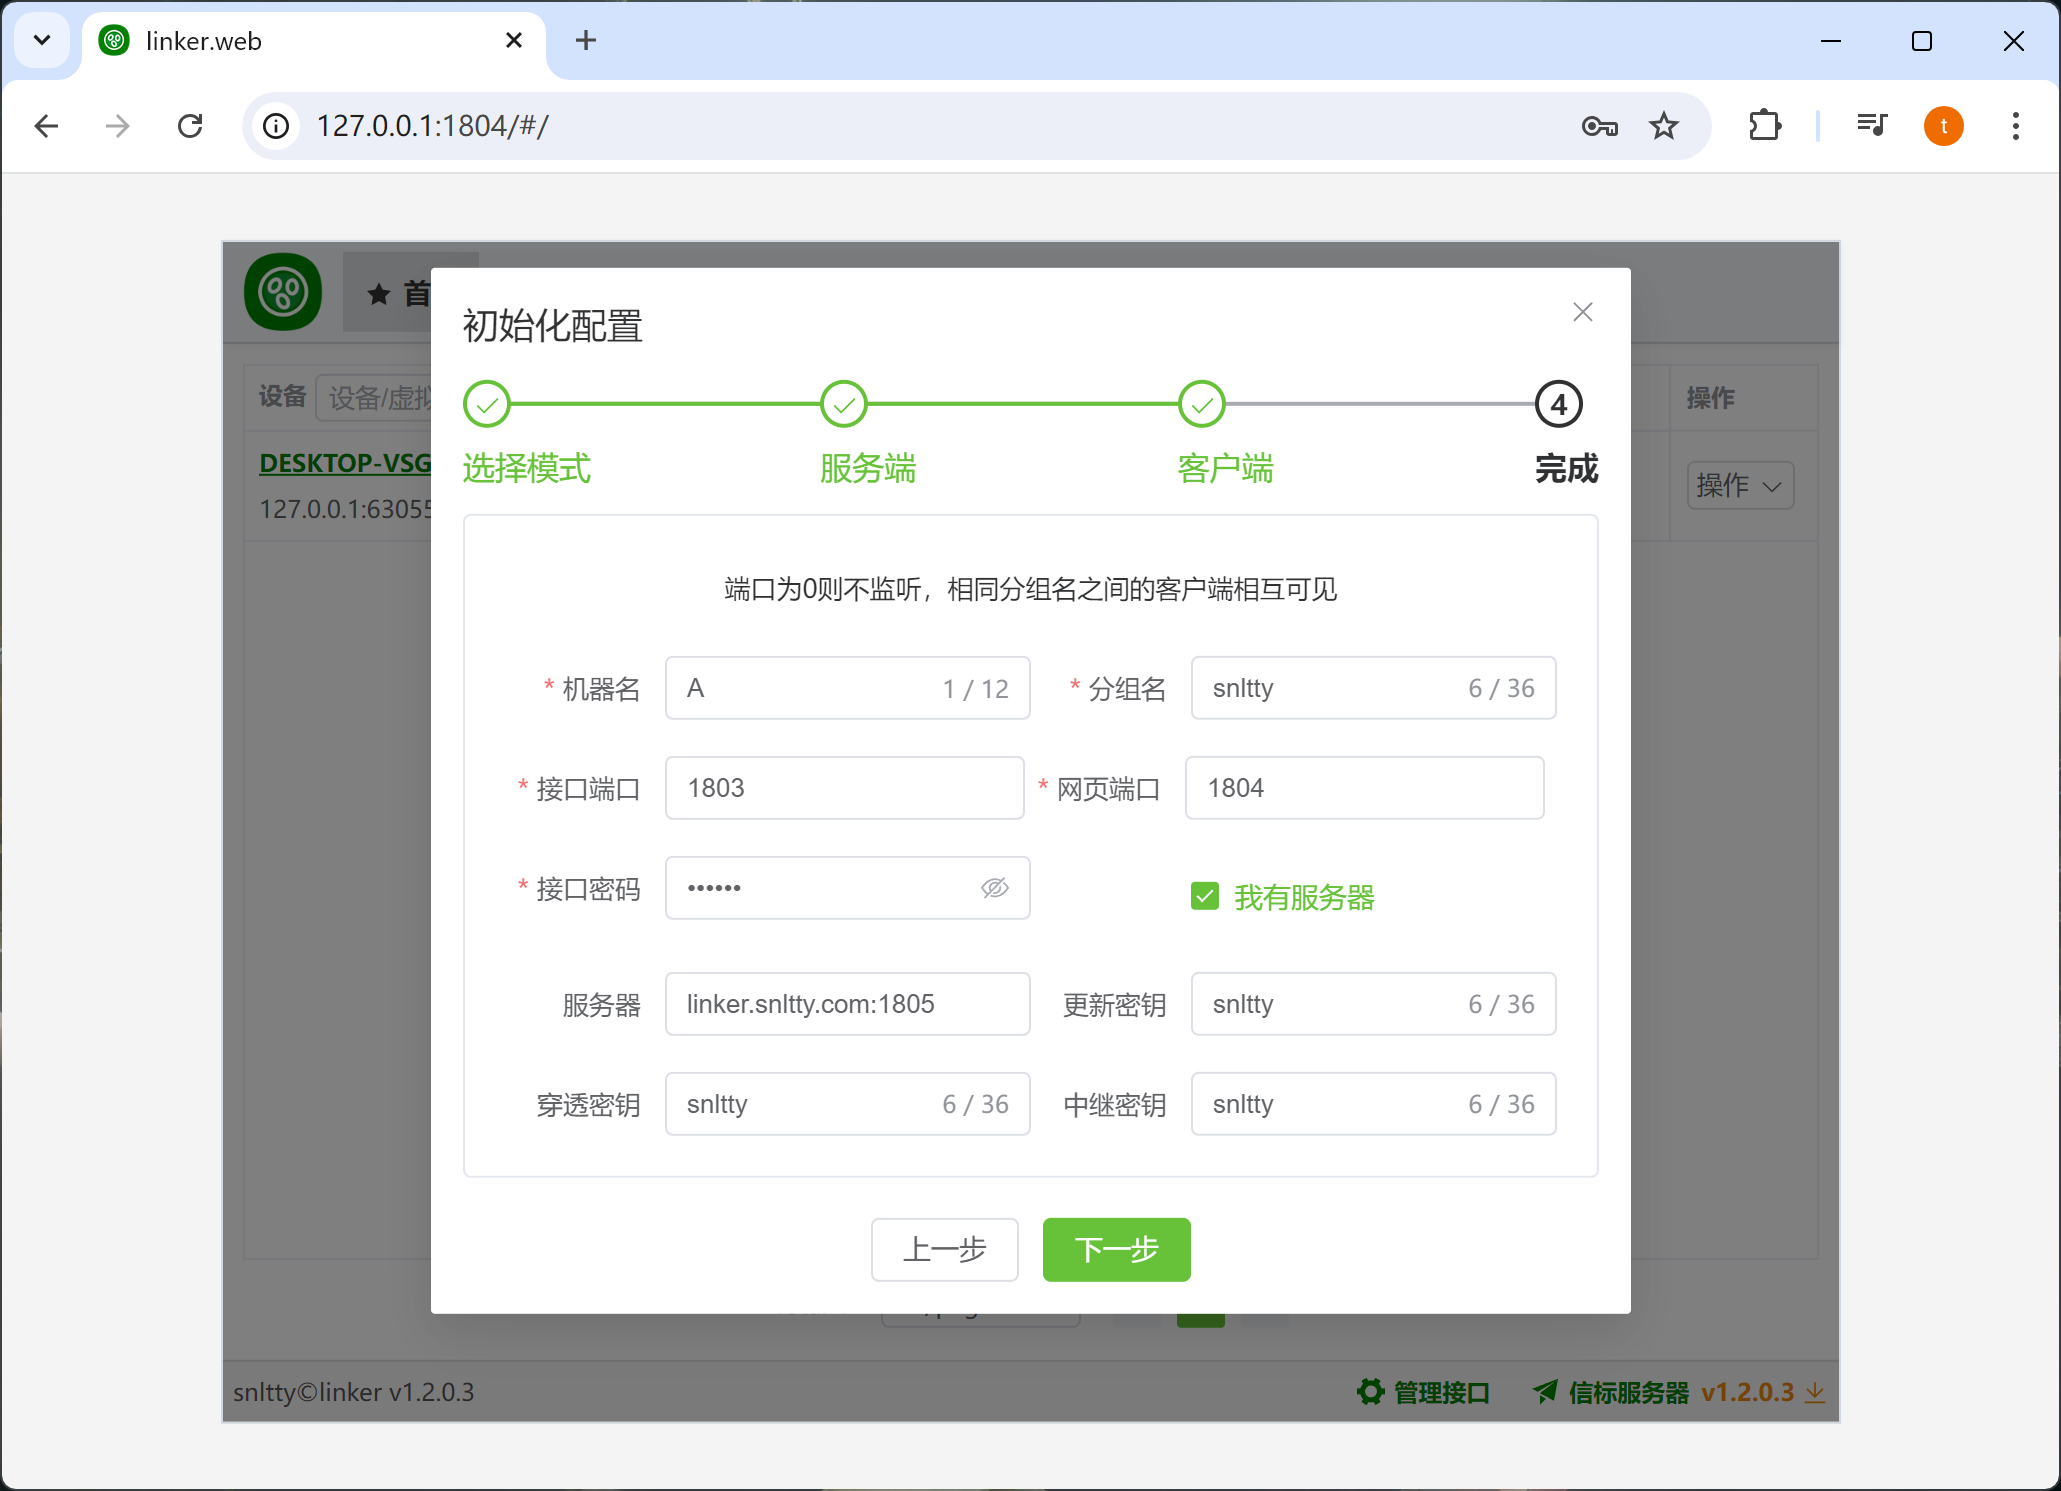 linker.web
127.0.0.1:1804/#/
t
首
初始化配置
4
选择模式
服务端
客户端
完成
设备
设备/虚拟
操作
DESKTOP-VSG
127.0.0.1:63055
操作
端口为0则不监听，相同分组名之间的客户端相互可见
* 机器名 A 1 / 12
* 分组名 snltty 6 / 36
* 接口端口 1803
* 网页端口 1804
* 接口密码 ••••••
我有服务器
服务器 linker.snltty.com:1805
更新密钥 snltty 6 / 36
穿透密钥 snltty 6 / 36
中继密钥 snltty 6 / 36
上一步
下一步
snltty©linker v1.2.0.3
管理接口
信标服务器 v1.2.0.3